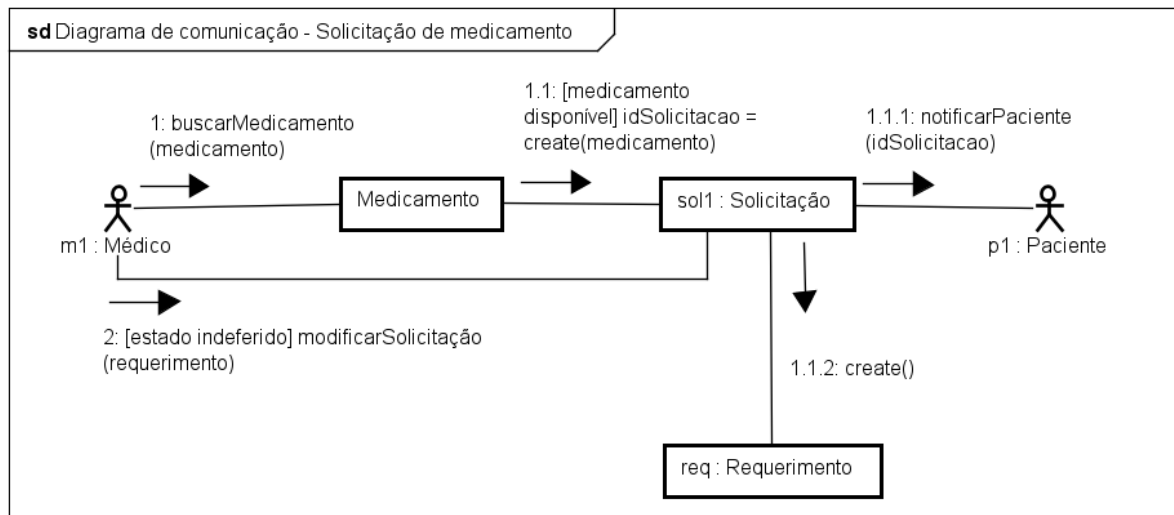 sd Diagrama de comunicação - Solicitação de medicamento
1: buscarMedicamento
(medicamento)
1.1: [medicamento
disponível] idSolicitacao =
create(medicamento)
1.1.1: notificarPaciente
(idSolicitacao)
Medicamento
sol1 : Solicitação
m1 : Médico
p1 : Paciente
2: [estado indeferido] modificarSolicitação
(requerimento)
1.1.2: create()
req : Requerimento